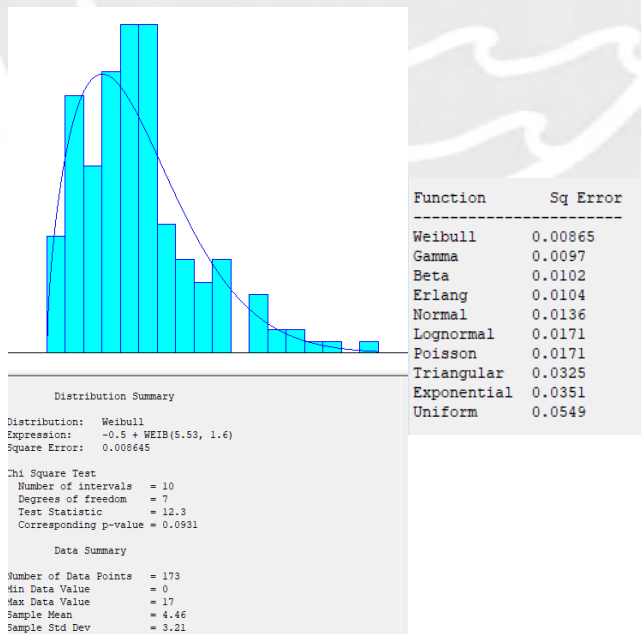 Function Sq Error
-----------------------
Weibull 0.00865
Gamma 0.0097
Beta 0.0102
Erlang 0.0104
Normal 0.0136
Lognormal 0.0171
Poisson 0.0171
Triangular 0.0325
Exponential 0.0351
Uniform 0.0549
Distribution Summary
Distribution: Weibull
Expression: -0.5 + WEIB(5.53, 1.6)
Square Error: 0.008645
Chi Square Test
Number of intervals = 10
Degrees of freedom = 7
Test Statistic = 12.3
Corresponding p-value = 0.0931
Data Summary
Number of Data Points = 173
Min Data Value = 0
Max Data Value = 17
Sample Mean = 4.46
Sample Std Dev = 3.21